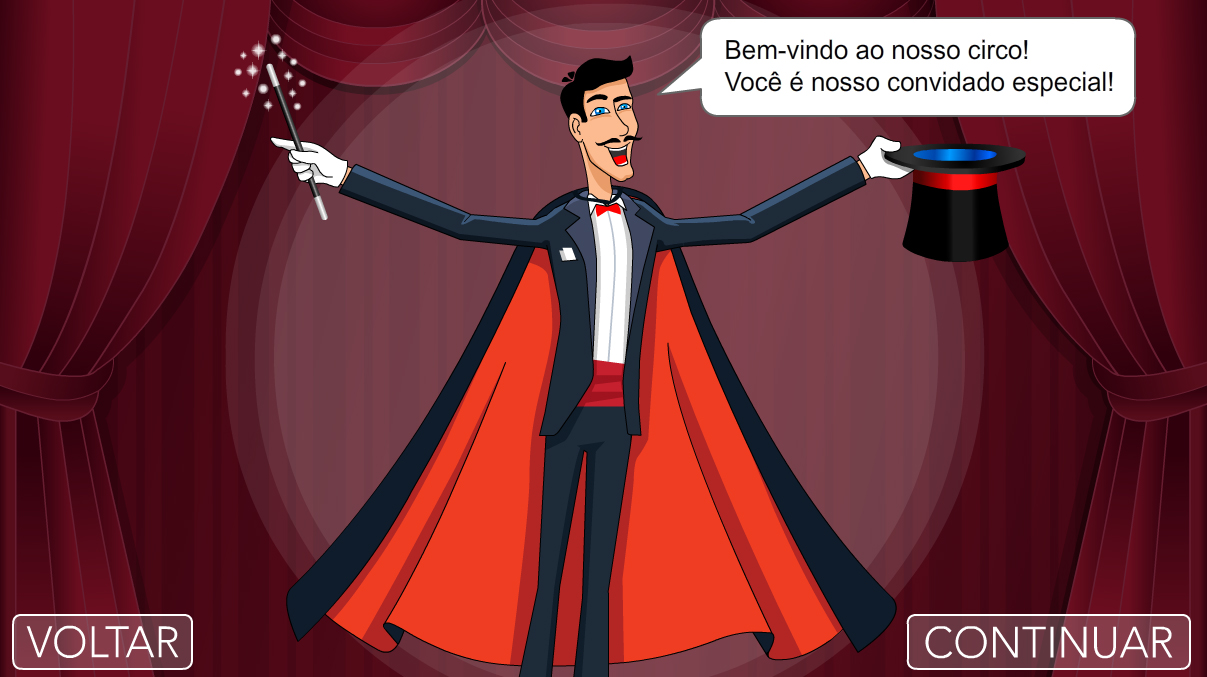 Bem-vindo ao nosso circo!
Você é nosso convidado especial!
VOLTAR
CONTINUAR